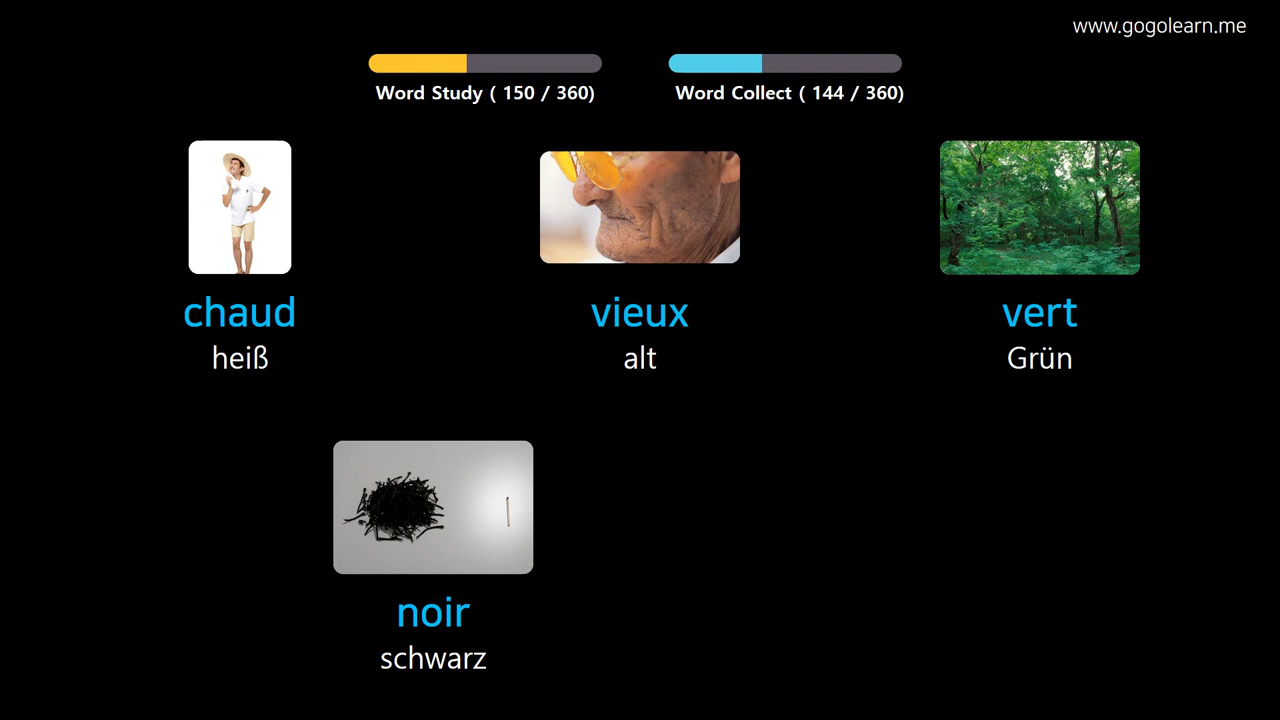 www.gogolearn.me
Word Study ( 150 / 360)
Word Collect ( 144 / 360)
chaud
heiß
vieux
alt
vert
Grün
noir
schwarz